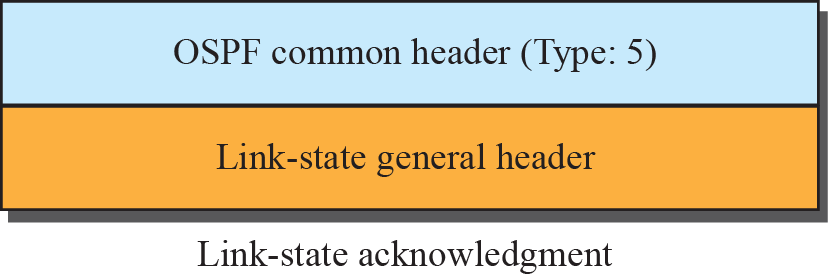 OSPF common header (Type: 5)
Link-state general header
Link-state acknowledgment